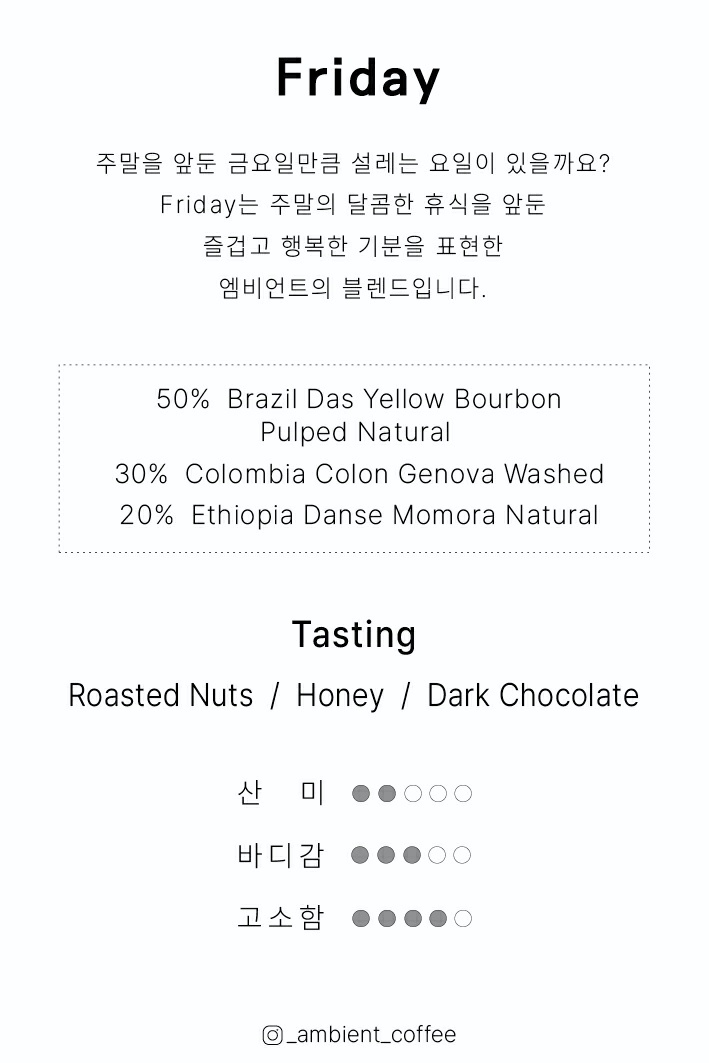 Friday
주말을 앞둔 금요일만큼 설레는 요일이 있을까요?
Friday는 주말의 달콤한 휴식을 앞둔
즐겁고 행복한 기분을 표현한
엠비언트의 블렌드입니다.
50% Brazil Das Yellow Bourbon
Pulped Natural
30% Colombia Colon Genova Washed
20% Ethiopia Danse Momora Natural
Tasting
Roasted Nuts / Honey / Dark Chocolate
산 미 ●●○○○
바디감 ●●●○○
고소함 ●●●●○
_ambient_coffee